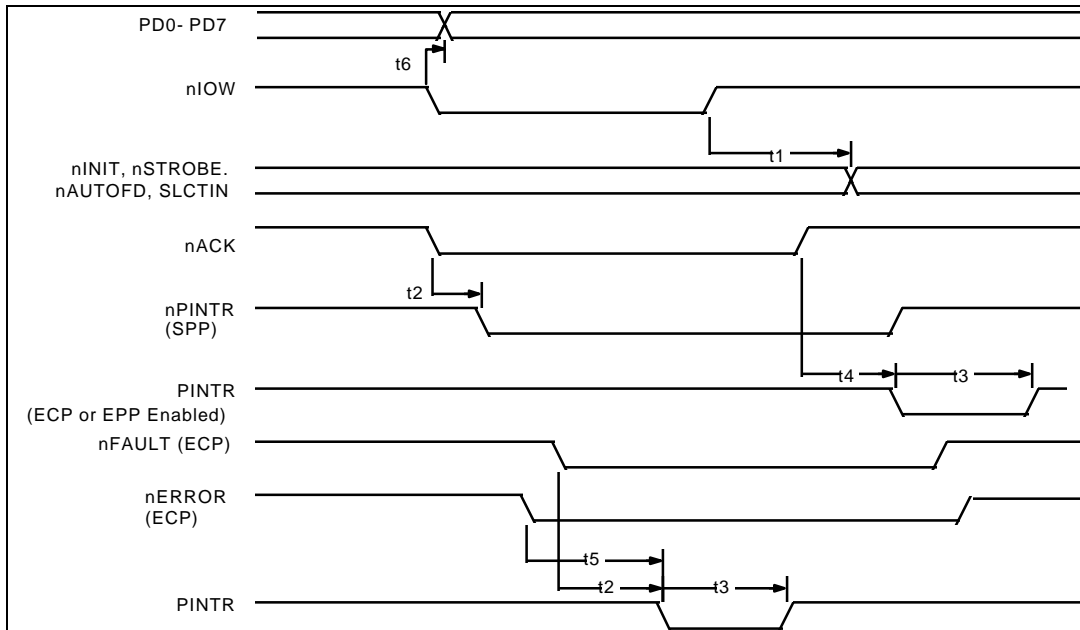 PD0- PD7
t6
nIOW
t1
nINIT, nSTROBE.
nAUTOFD, SLCTIN
nACK
t2
nPINTR
(SPP)
t4
t3
PINTR
(ECP or EPP Enabled)
nFAULT (ECP)
nERROR
(ECP)
t5
t2
t3
PINTR